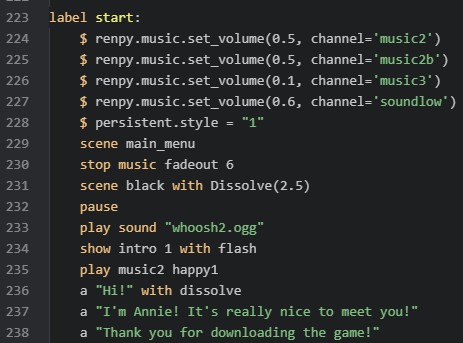 223 label start:
224     $ renpy.music.set_volume(0.5, channel='music2')
225     $ renpy.music.set_volume(0.5, channel='music2b')
226     $ renpy.music.set_volume(0.1, channel='music3')
227     $ renpy.music.set_volume(0.6, channel='soundlow')
228     $ persistent.style = "1"
229     scene main_menu
230     stop music fadeout 6
231     scene black with Dissolve(2.5)
232     pause
233     play sound "whoosh2.ogg"
234     show intro 1 with flash
235     play music2 happy1
236     a "Hi!" with dissolve
237     a "I'm Annie! It's really nice to meet you!"
238     a "Thank you for downloading the game!"